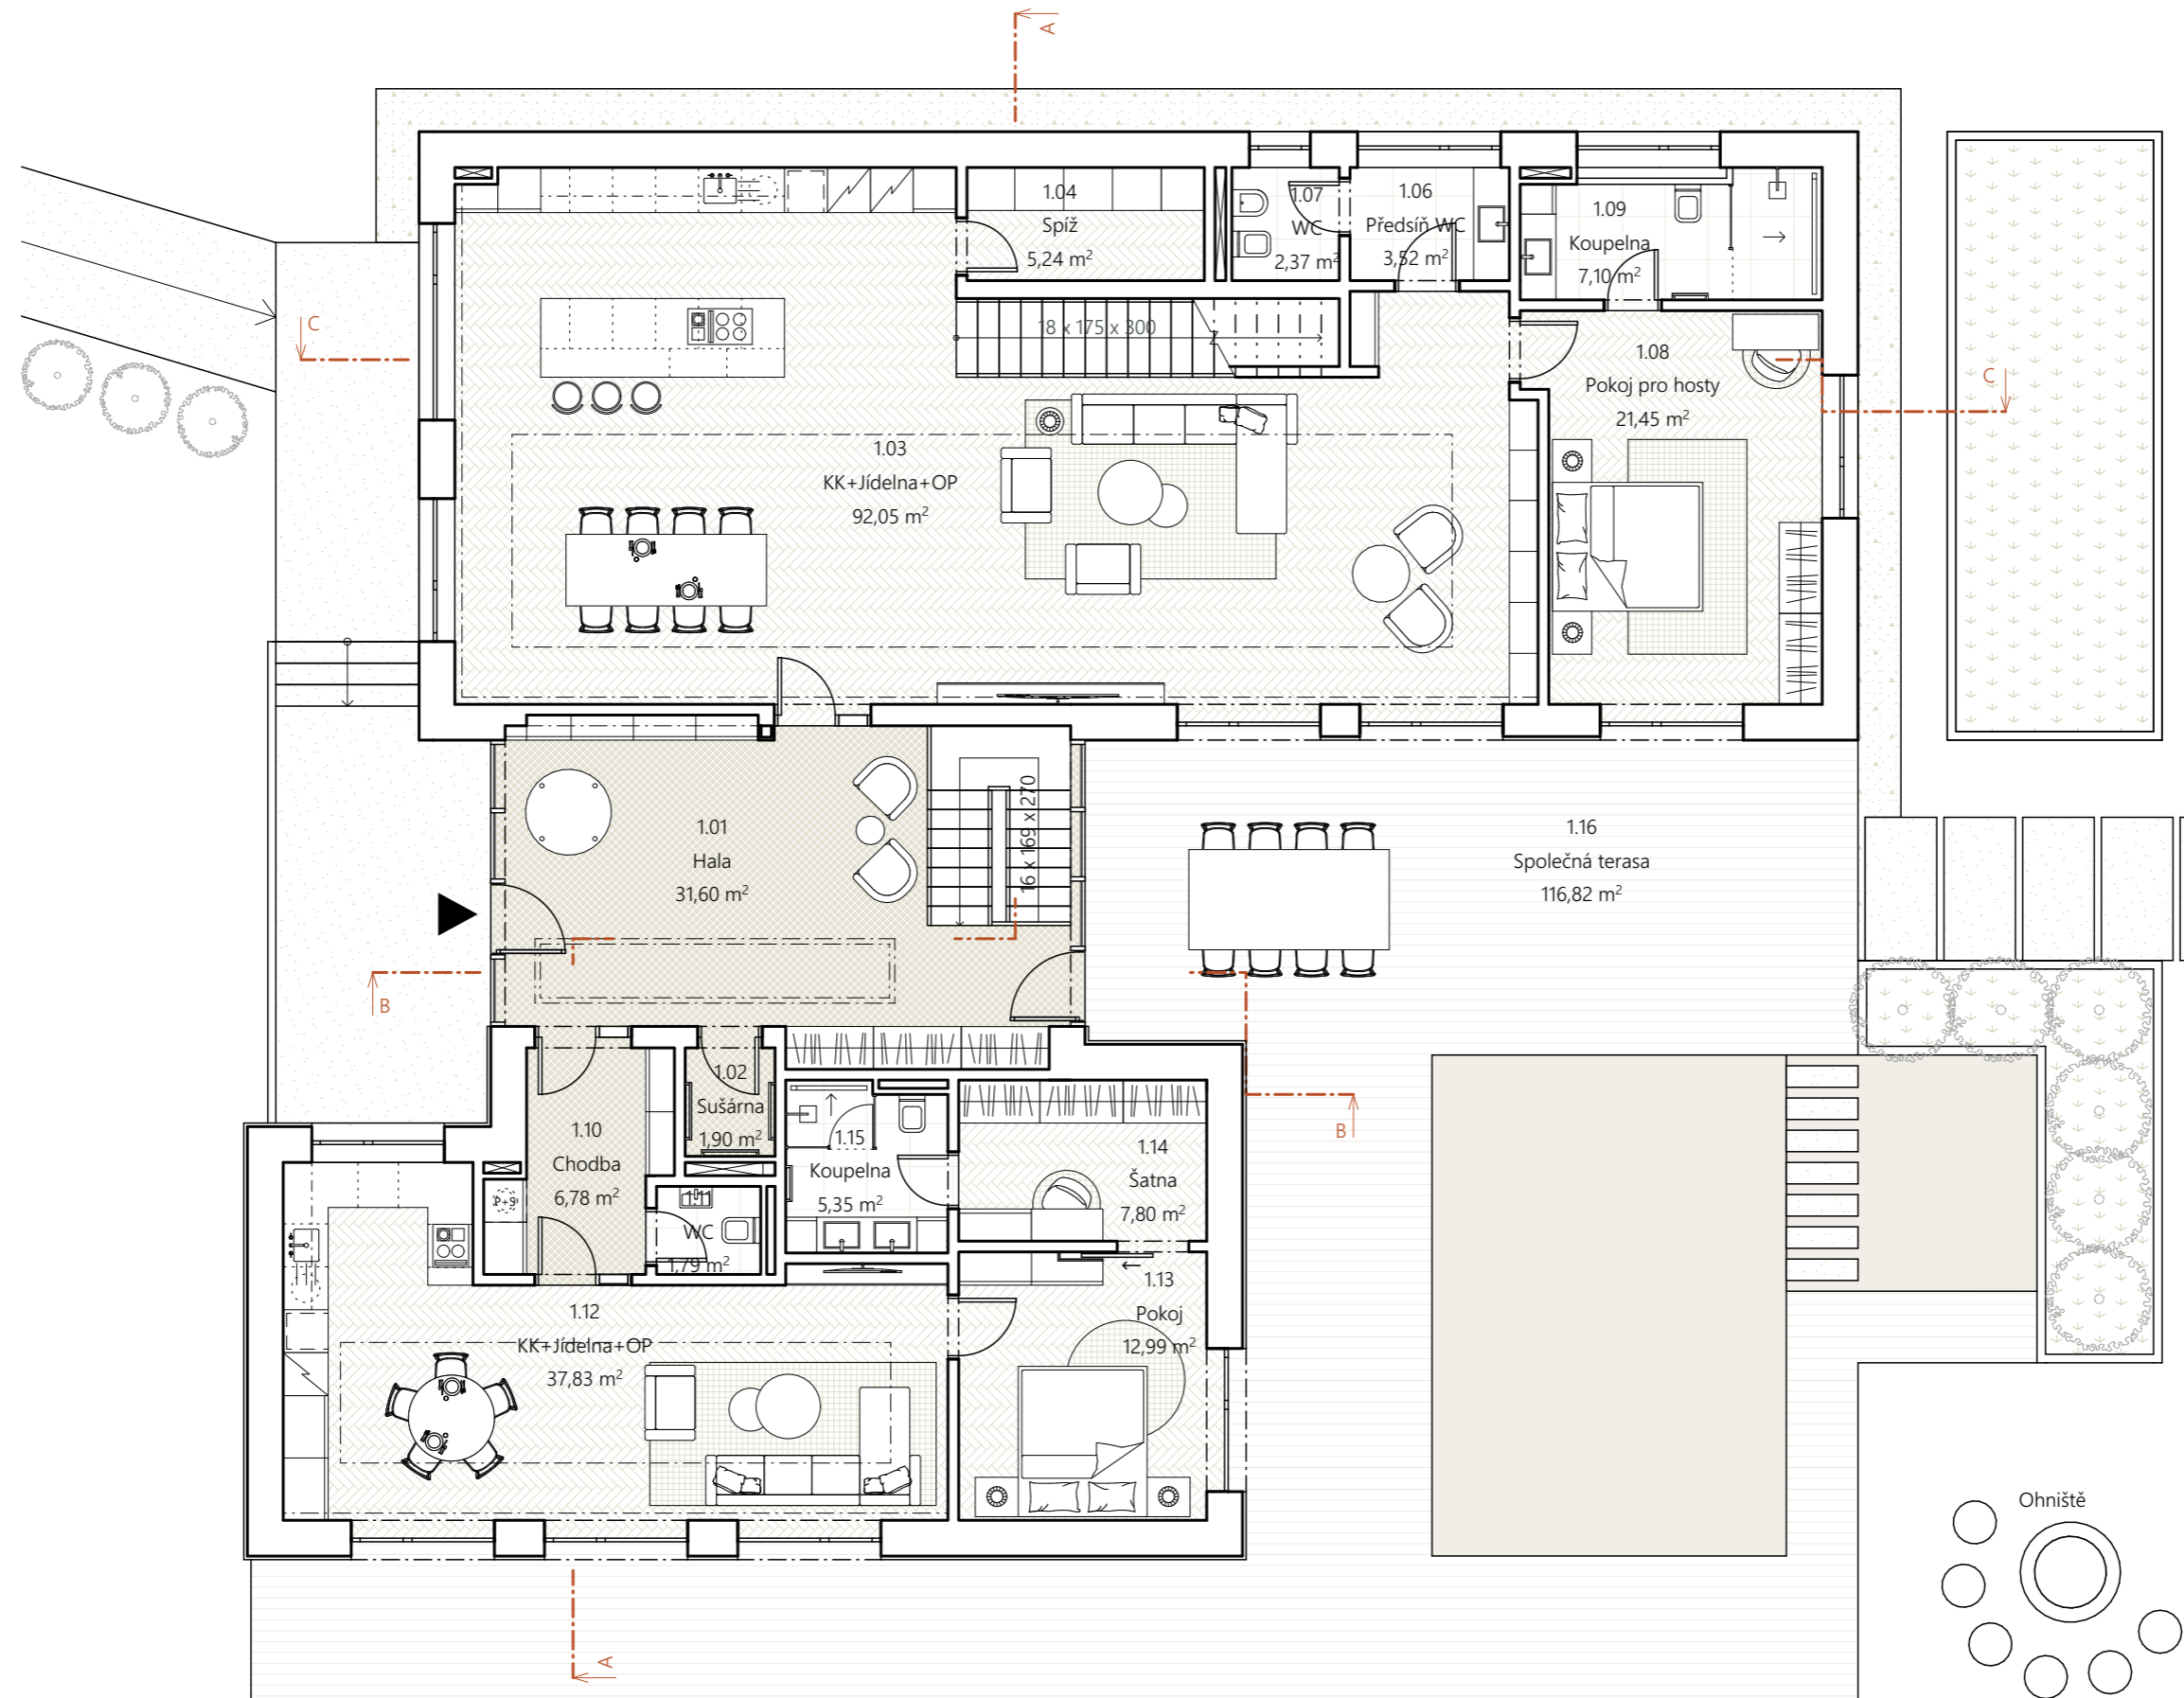 A
1.04
Spíž
5,24 m²
1.07
WC
2,37 m²
1.06
Předsíň WC
3,52 m²
1.09
Koupelna
7,10 m²
C
18 x 175 x 300
1.08
Pokoj pro hosty
21,45 m²
C
1.03
KK+Jídelna+OP
92,05 m²
1.01
Hala
31,60 m²
16 x 169 x 270
1.16
Společná terasa
116,82 m²
B
B
1.02
Sušárna
1,90 m²
1.10
Chodba
6,78 m²
P+S
1.11
WC
1,79 m²
1.15
Koupelna
5,35 m²
1.14
Šatna
7,80 m²
1.13
Pokoj
12,99 m²
1.12
KK+Jídelna+OP
37,83 m²
Ohniště
A